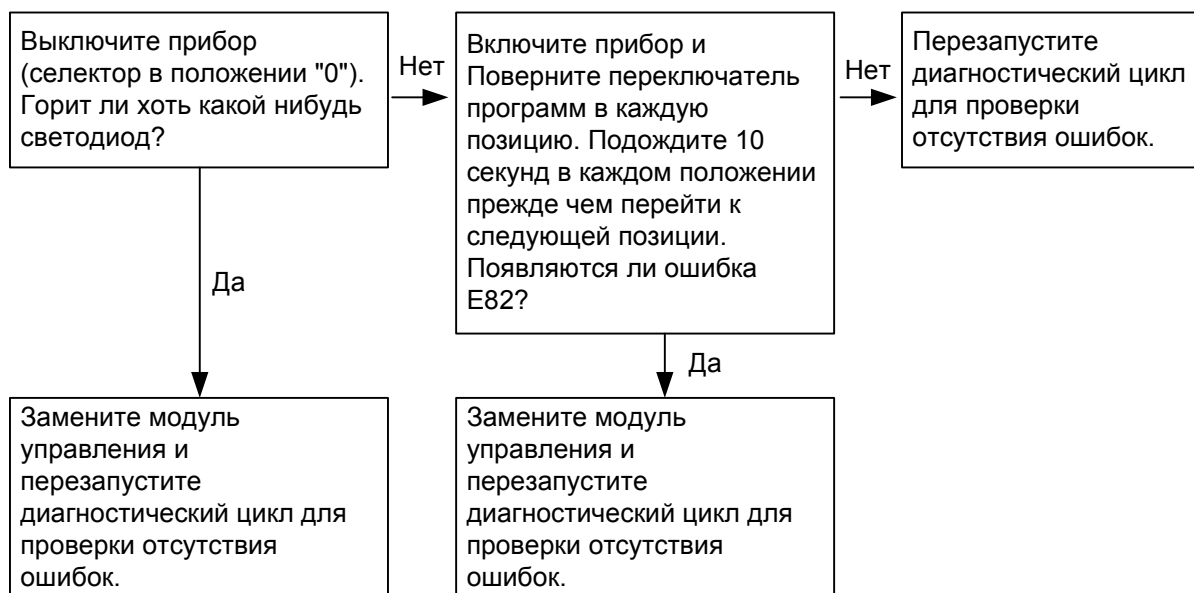 Выключите прибор
(селектор в положении "0").
Горит ли хоть какой нибудь
светодиод?
Нет
Включите прибор и
Поверните переключатель
программ в каждую
позицию. Подождите 10
секунд в каждом положении
прежде чем перейти к
следующей позиции.
Появляются ли ошибка
E82?
Нет
Перезапустите
диагностический цикл
для проверки
отсутствия ошибок.
Да
Да
Замените модуль
управления и
перезапустите
диагностический цикл для
проверки отсутствия
ошибок.
Замените модуль
управления и
перезапустите
диагностический цикл для
проверки отсутствия
ошибок.